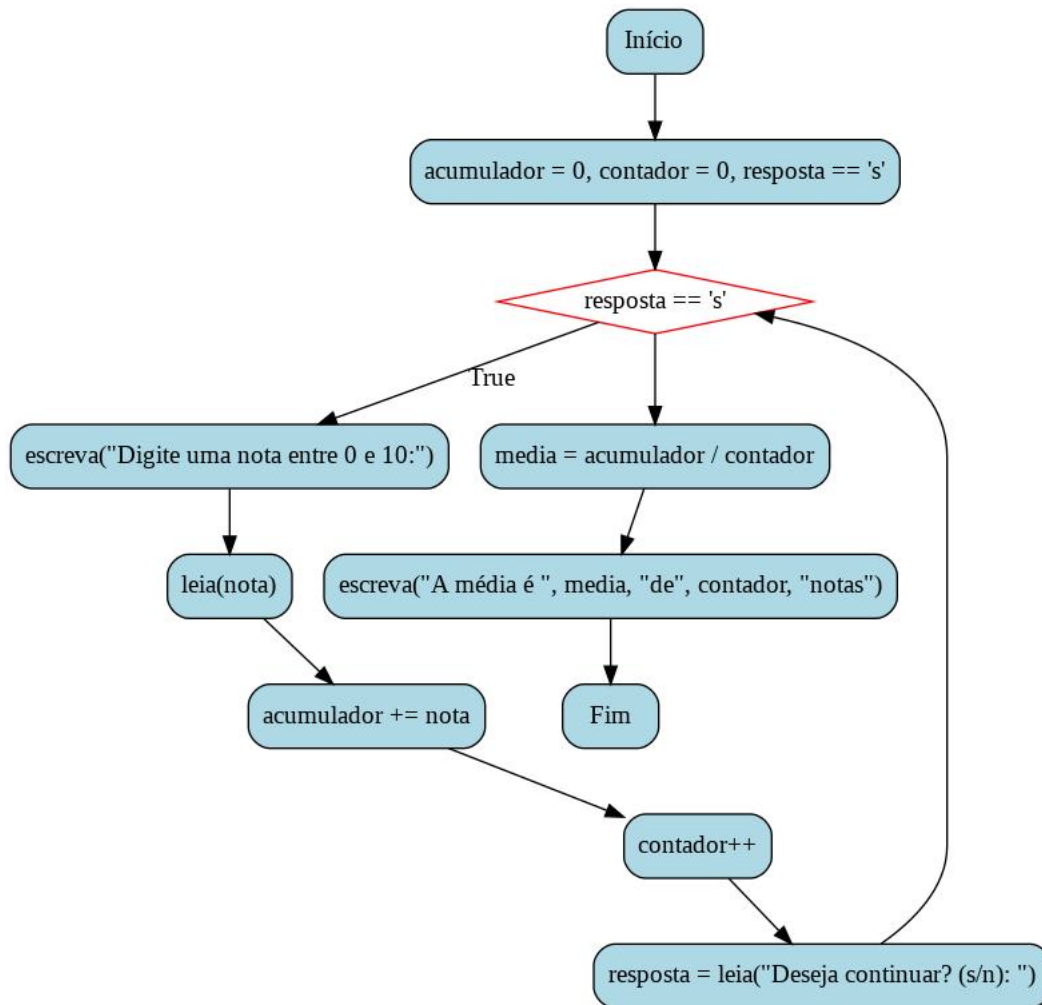 Início
acumulador = 0, contador = 0, resposta == 's'
resposta == 's'
True
escreva("Digite uma nota entre 0 e 10:")
media = acumulador / contador
leia(nota)
escreva("A média é ", media, "de", contador, "notas")
acumulador += nota
Fim
contador++
resposta = leia("Deseja continuar? (s/n): ")